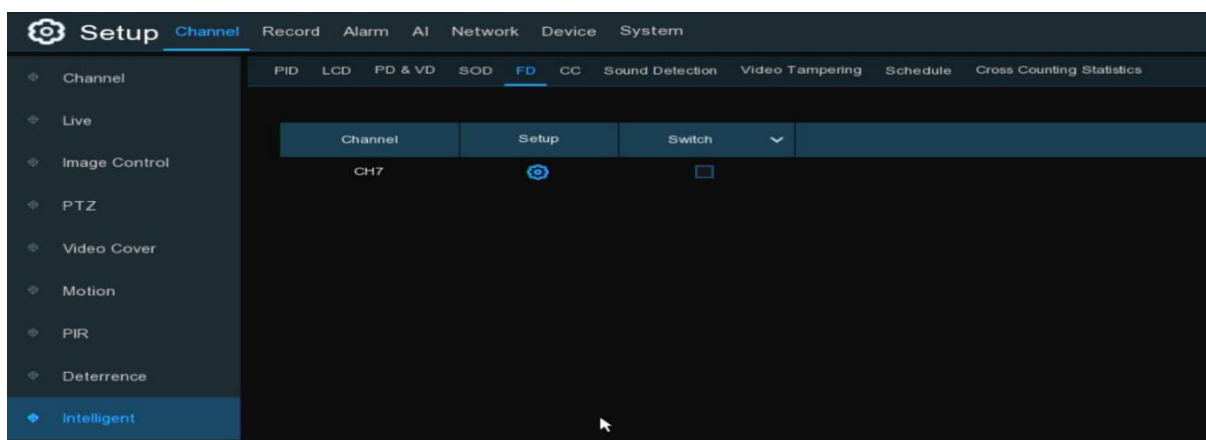 Setup Channel Record Alarm AI Network Device System
PID LCD PD & VD SOD FD CC Sound Detection Video Tampering Schedule Cross Counting Statistics
Channel
Live
Image Control
PTZ
Video Cover
Motion
PIR
Deterrence
Intelligent
Channel Setup Switch
CH7